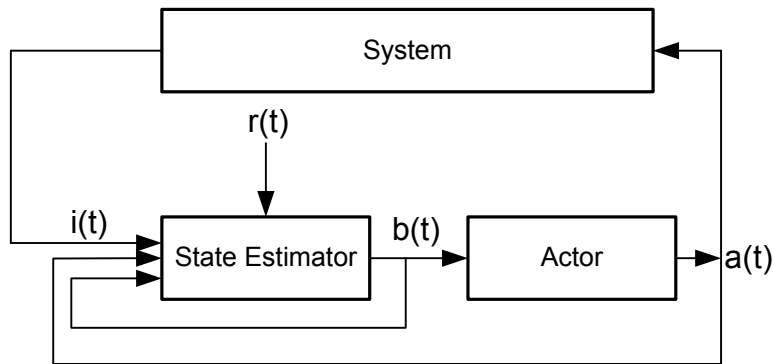 System
r(t)
i(t)
State Estimator
b(t)
Actor
a(t)